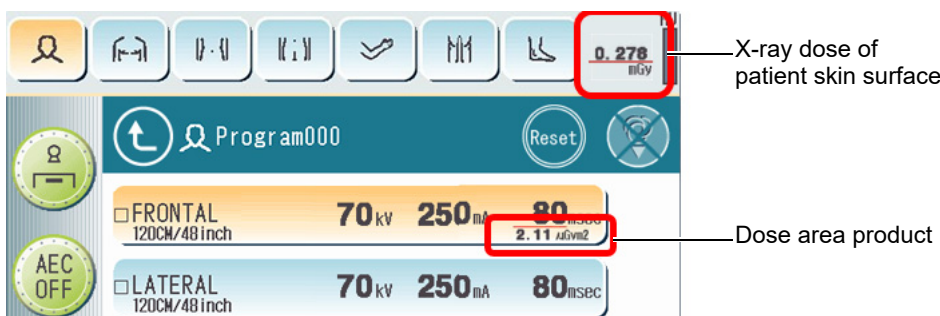 0.278
mGy
X-ray dose of
patient skin surface
Program000
Reset
□FRONTAL 70kV 250mA 80msec
120CM/48inch 2.11 μGym2
Dose area product
AEC
OFF
□LATERAL 70kV 250mA 80msec
120CM/48inch